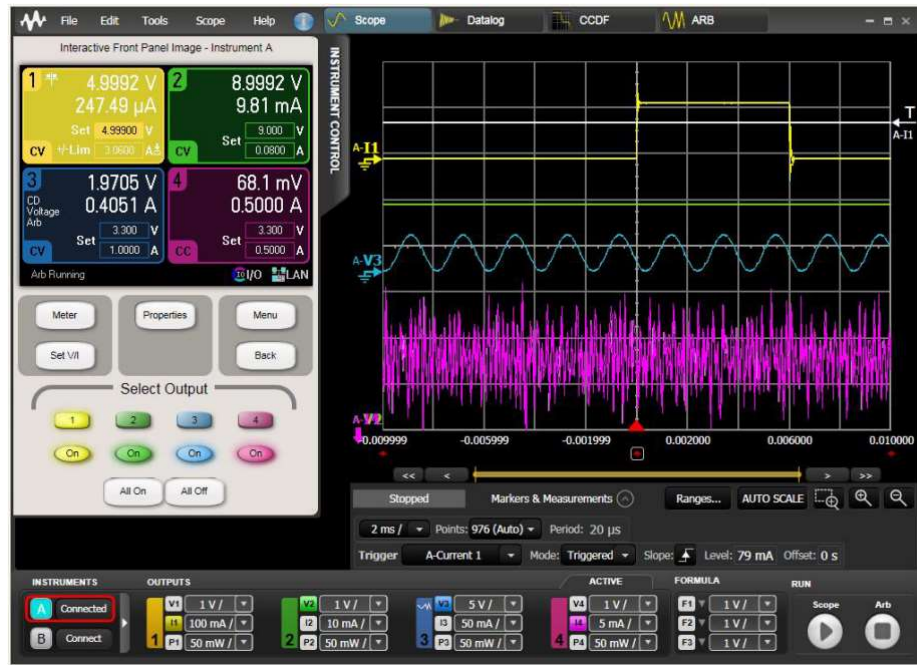 File Edit Tools Scope Help Scope Datalog CCDF ARB
Interactive Front Panel Image - Instrument A
INSTRUMENT CONTROL
1 4.9992 V
247.49 µA
Set 4.99900 V
CV +/-Lim 3.0600 A
2 8.9992 V
9.81 mA
Set 9.000 V
0.0800 A
CV
3 1.9705 V
CD Voltage Arb 0.4051 A
Set 3.300 V
1.0000 A
CV
4 68.1 mV
0.5000 A
Set 3.300 V
0.5000 A
CC
Arb Running IO I/O LAN
Meter Properties Menu
Set V/I Back
Select Output
1 2 3 4
On On On On
All On All Off
A-I1
T
A-I1
A-V3
-0.009999 -0.005999 -0.001999 0.002000 0.006000 0.010000
<< < > >>
Stopped Markers & Measurements Ranges... AUTO SCALE
2 ms / Points: 976 (Auto) Period: 20 µs
Trigger A-Current 1 Mode: Triggered Slope: Level: 79 mA Offset: 0 s
INSTRUMENTS OUTPUTS ACTIVE FORMULA RUN
A Connected
B Connect
1 V1 1 V /
I1 100 mA /
P1 50 mW /
2 V2 1 V /
I2 10 mA /
P2 50 mW /
3 V3 5 V /
I3 50 mA /
P3 50 mW /
4 V4 1 V /
I4 5 mA /
P4 50 mW /
F1 1 V /
F2 1 V /
F3 1 V /
Scope Arb